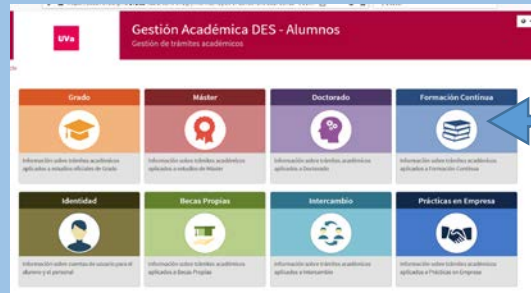 UVa
Gestión Académica DES - Alumnos
Gestión de trámites académicos
Grado
Máster
Doctorado
Formación Continua
Información sobre trámites académicos
aplicados a estudios oficiales de Grado
Información sobre trámites académicos
aplicados a estudios de Máster
Información sobre trámites académicos
aplicados a Doctorado
Información sobre trámites académicos
aplicados a Formación Continua
Identidad
Becas Propias
Intercambio
Prácticas en Empresa
Información sobre cuentas de usuario para el
alumno y el personal
Información sobre trámites académicos
aplicados a Becas Propias
Información sobre trámites académicos
aplicados a Intercambio
Información sobre trámites académicos
aplicados a Prácticas en Empresa